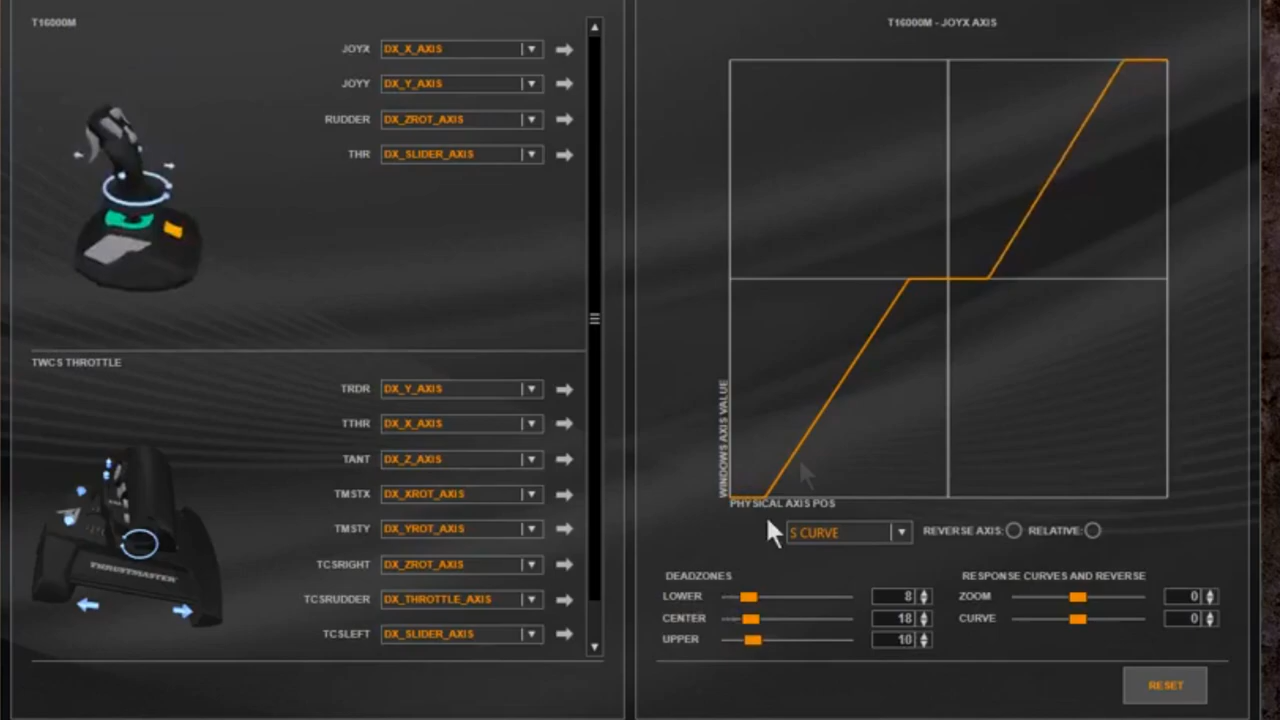 T16000M
JOYX DX_X_AXIS
JOYY DX_Y_AXIS
RUDDER DX_ZROT_AXIS
THR DX_SLIDER_AXIS
TWCS THROTTLE
TRDR DX_Y_AXIS
TTHR DX_X_AXIS
TANT DX_Z_AXIS
TMSTX DX_XROT_AXIS
TMSTY DX_YROT_AXIS
TCSRIGHT DX_ZROT_AXIS
TCSRUDDER DX_THROTTLE_AXIS
TCSLEFT DX_SLIDER_AXIS
THRUSTMASTER
T16000M - JOYX AXIS
WINDOWS AXIS VALUE
PHYSICAL AXIS POS
S CURVE REVERSE AXIS: RELATIVE:
DEADZONES
LOWER 8
CENTER 18
UPPER 10
RESPONSE CURVES AND REVERSE
ZOOM 0
CURVE 0
RESET